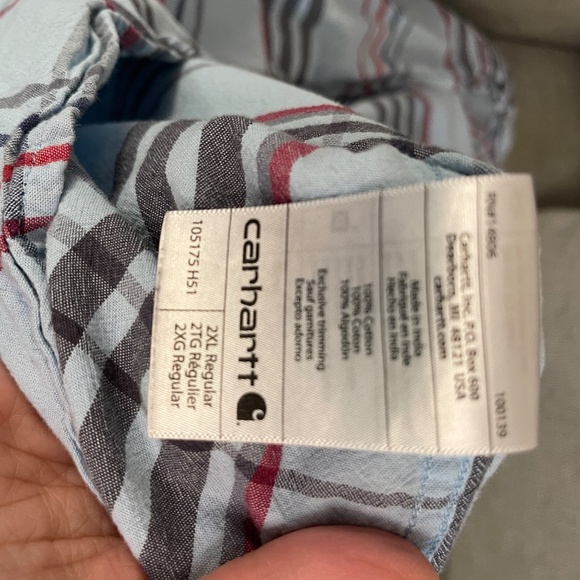 carhartt
105175 H51
2XL Regular
2TG Régulier
2XG Regular
Exclusive trimming
Sauf garnitures
Excepto adorno
100% Cotton
100% Coton
100% Algodón
Made in India
Fabriqué en Inde
Hecho en India
Carhartt, Inc. P.O. Box 600
Dearborn, MI 48121 USA
carhartt.com
RN# 14806
100139